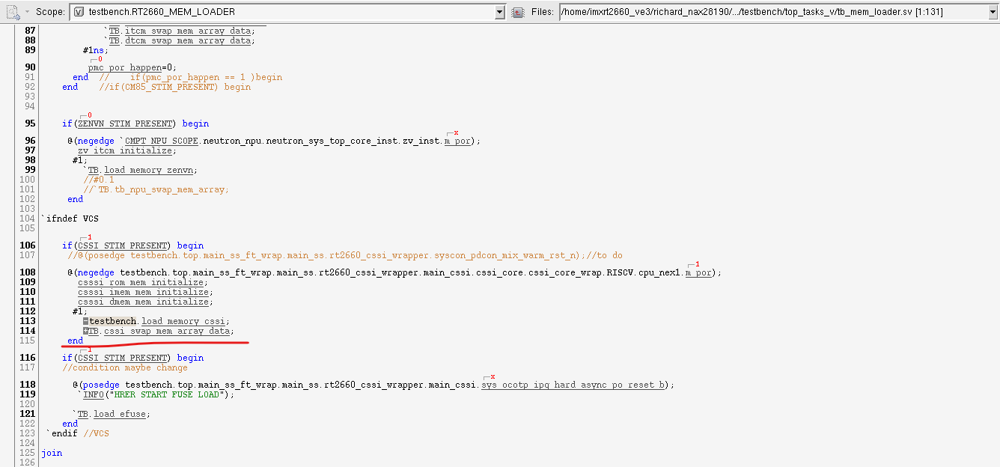 Scope: testbench.RT2660_MEM_LOADER Files: /home/imxrt2660_ve3/richard_nax28190/.../testbench/top_tasks_v/tb_mem_loader.sv [1:131]
87 `TB.itcm_swap_mem_array_data;
88 `TB.dtcm_swap_mem_array_data;
89 #1ns;
0
90 pmc_por_happen=0;
91 end // if(pmc_por_happen == 1 )begin
92 end //if(CM85_STIM_PRESENT) begin
93
94
0
95 if(ZENVN_STIM_PRESENT) begin
x
96 @(negedge `CMPT_NPU_SCOPE.neutron_npu.neutron_sys_top_core_inst.zv_inst.m_por);
97 zv_itcm_initialize;
98 #1;
99 `TB.load_memory_zenvn;
100 //#0.1
101 //`TB.tb_npu_swap_mem_array;
102 end
103
104 `ifndef VCS
105
1
106 if(CSSI_STIM_PRESENT) begin
107 //@(posedge testbench.top.main_ss_ft_wrap.main_ss.rt2660_cssi_wrapper.syscon_pdcon_mix_warm_rst_n);//to do
1
108 @(negedge testbench.top.main_ss_ft_wrap.main_ss.rt2660_cssi_wrapper.main_cssi.cssi_core.cssi_core_wrap.RISCV.cpu_nex1.m_por);
109 csssi_rom_mem_initialize;
110 csssi_imem_mem_initialize;
111 csssi_dmem_mem_initialize;
112 #1;
113 testbench.load_memory_cssi;
114 TB.cssi_swap_mem_array_data;
115 end
1
116 if(CSSI_STIM_PRESENT) begin
117 //condition maybe change
x
118 @(posedge testbench.top.main_ss_ft_wrap.main_ss.rt2660_cssi_wrapper.main_cssi.sys_ocotp_ipg_hard_async_po_reset_b);
119 `INFO("HRER START FUSE LOAD");
120
121 `TB.load_efuse;
122 end
123 `endif //VCS
124
125 join
126